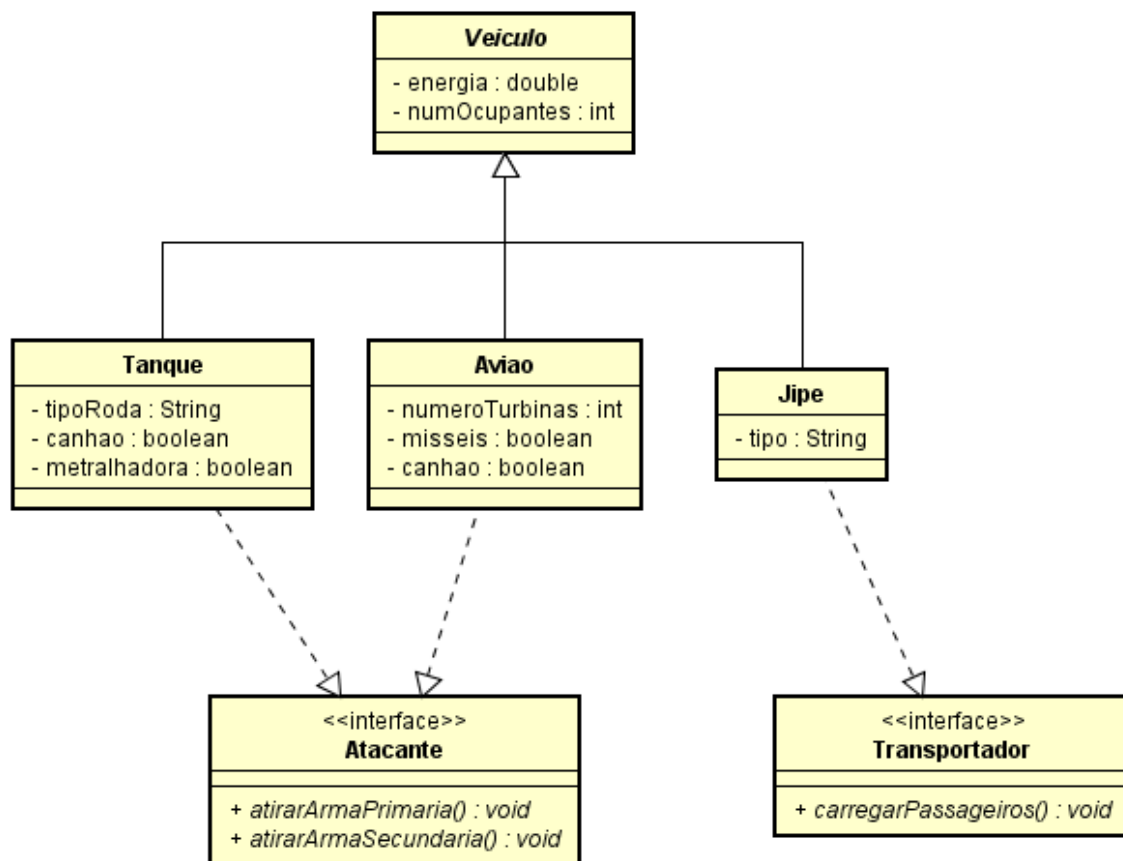 Veiculo
- energia : double
- numOcupantes : int
Tanque
- tipoRoda : String
- canhao : boolean
- metralhadora : boolean
Aviao
- numeroTurbinas : int
- misseis : boolean
- canhao : boolean
Jipe
- tipo : String
<<interface>>
Atacante
+ atirarArmaPrimaria() : void
+ atirarArmaSecundaria() : void
<<interface>>
Transportador
+ carregarPassageiros() : void